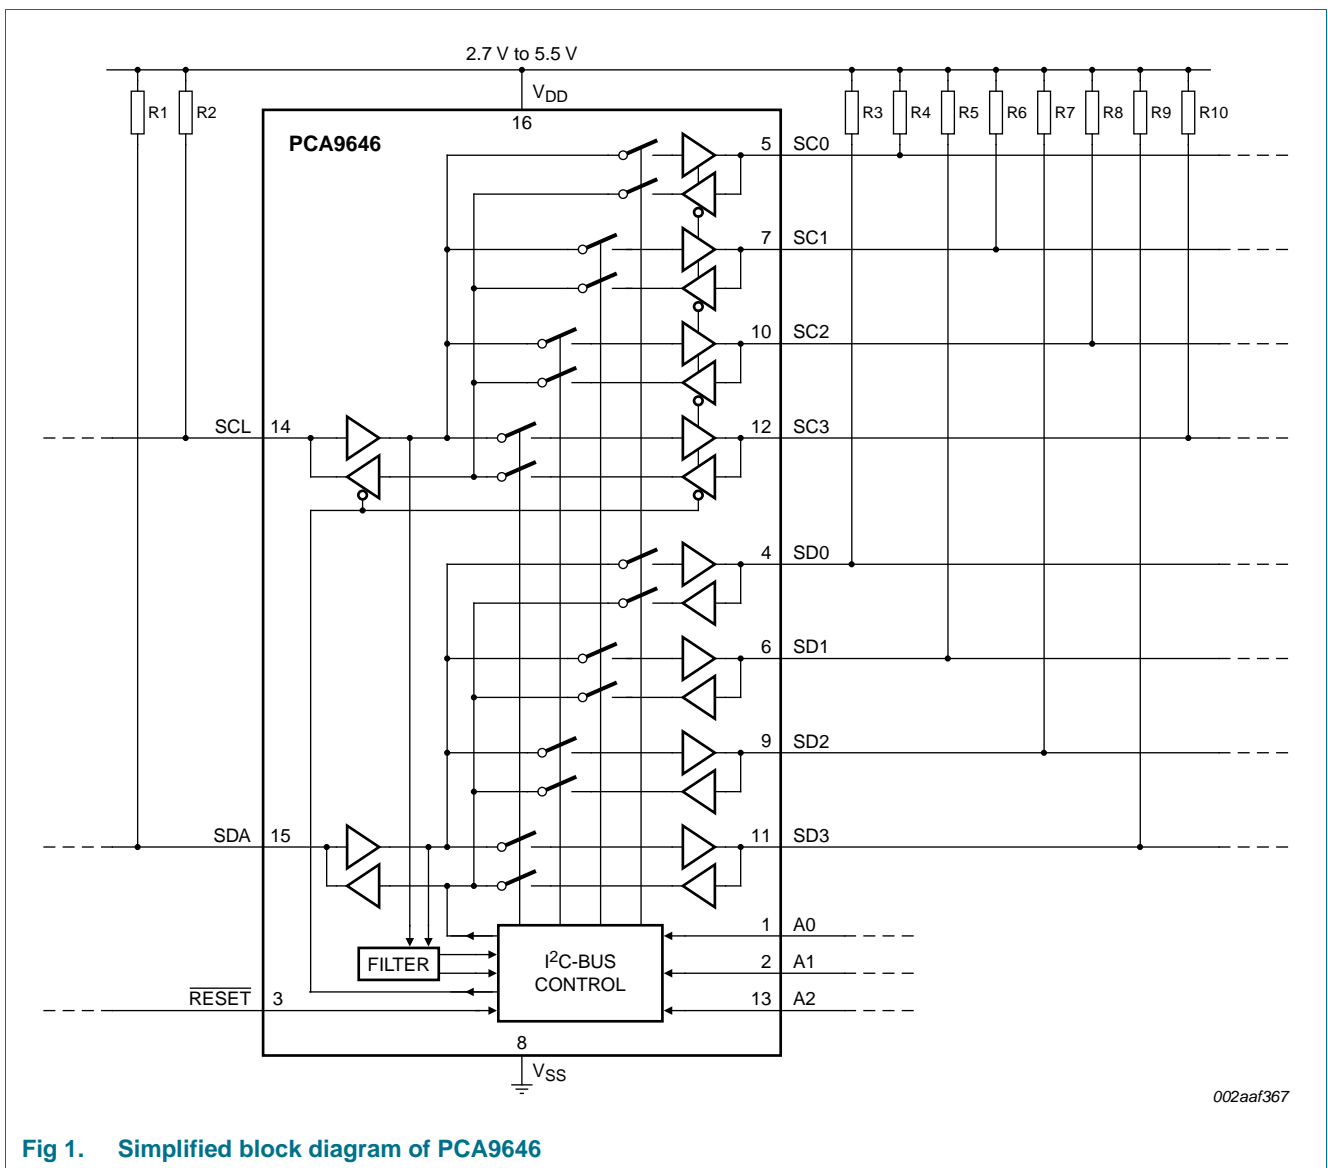 2.7 V to 5.5 V
VDD
16
R1
R2
R3
R4
R5
R6
R7
R8
R9
R10
PCA9646
5 SC0
7 SC1
10 SC2
SCL 14
12 SC3
4 SD0
6 SD1
9 SD2
SDA 15
11 SD3
1 A0
FILTER
I2C-BUS
CONTROL
2 A1
RESET 3
13 A2
8
VSS
002aaf367
Fig 1. Simplified block diagram of PCA9646